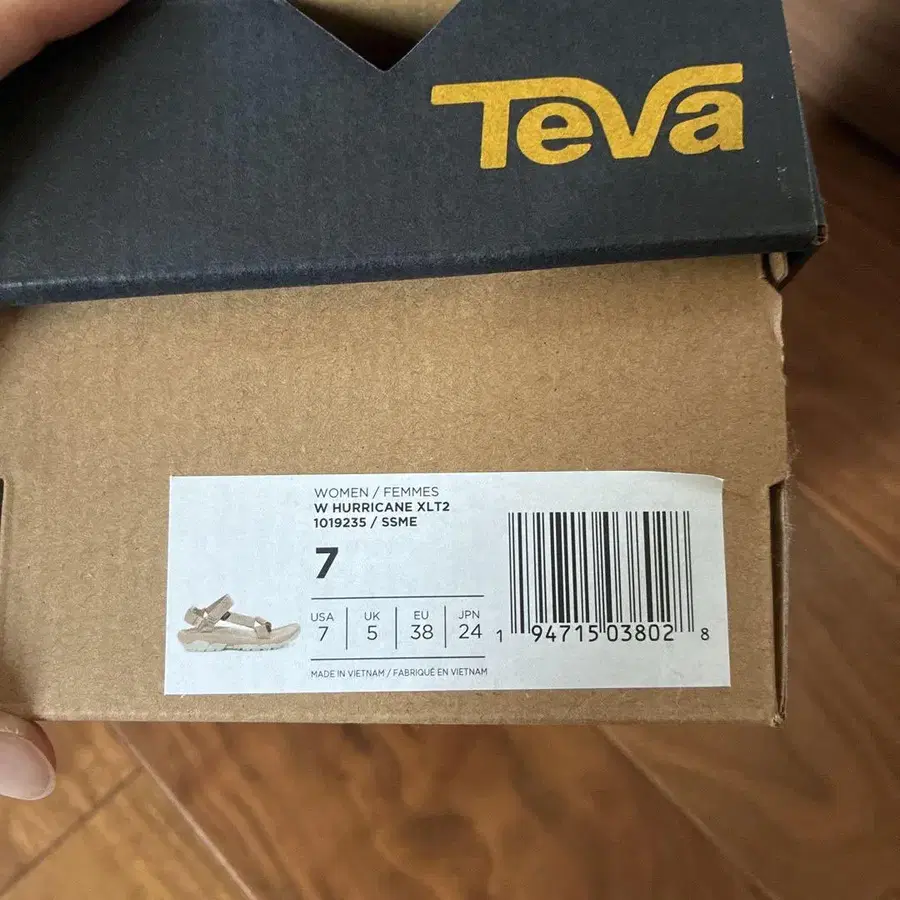 Teva
WOMEN / FEMMES
W HURRICANE XLT2
1019235 / SSME
7
USA UK EU JPN
7 5 38 24
MADE IN VIETNAM / FABRIQUÉ EN VIETNAM
1 94715 03802 8